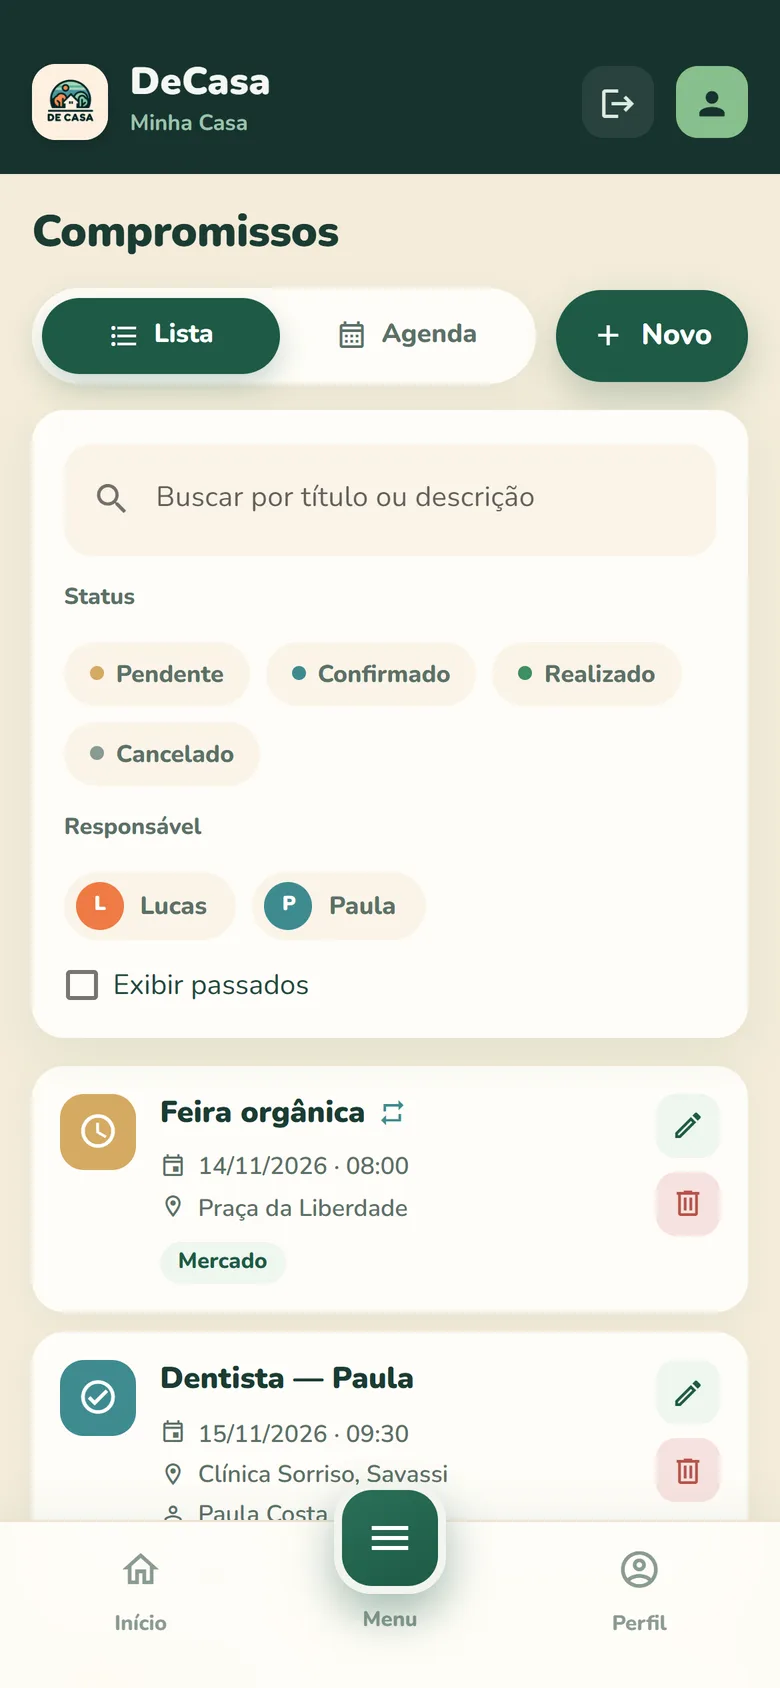 DE CASA
DeCasa
Minha Casa
Compromissos
Lista
Agenda
+ Novo
Buscar por título ou descrição
Status
Pendente
Confirmado
Realizado
Cancelado
Responsável
L Lucas
P Paula
Exibir passados
Feira orgânica
14/11/2026 · 08:00
Praça da Liberdade
Mercado
Dentista — Paula
15/11/2026 · 09:30
Clínica Sorriso, Savassi
Paula Costa
Início
Menu
Perfil